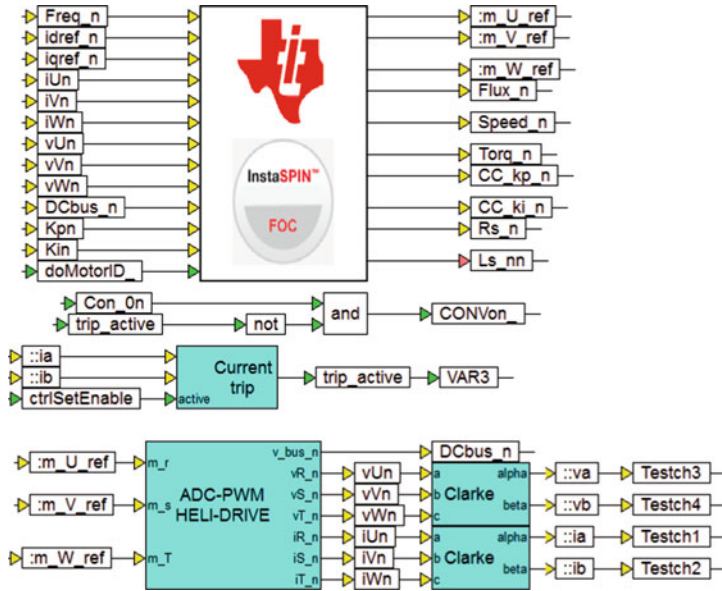 Freq_n
idref_n
iqref_n
iUn
iVn
iWn
vUn
vVn
vWn
DCbus_n
Kpn
Kin
doMotorID_
InstaSPIN™
FOC
:m_U_ref
:m_V_ref
:m_W_ref
Flux_n
Speed_n
Torq_n
CC_kp_n
CC_ki_n
Rs_n
Ls_nn
Con_0n
trip_active
not
and
CONVon_
::ia
::ib
ctrlSetEnable
Current
trip
active
trip_active
VAR3
:m_U_ref
:m_V_ref
:m_W_ref
m_r
m_s
m_T
ADC-PWM
HELI-DRIVE
v_bus_n
vR_n
vS_n
vT_n
iR_n
iS_n
iT_n
DCbus_n
vUn
vVn
vWn
iUn
iVn
iWn
a alpha
b Clarke
beta
c
a alpha
b Clarke
beta
c
::va Testch3
::vb Testch4
::ia Testch1
::ib Testch2